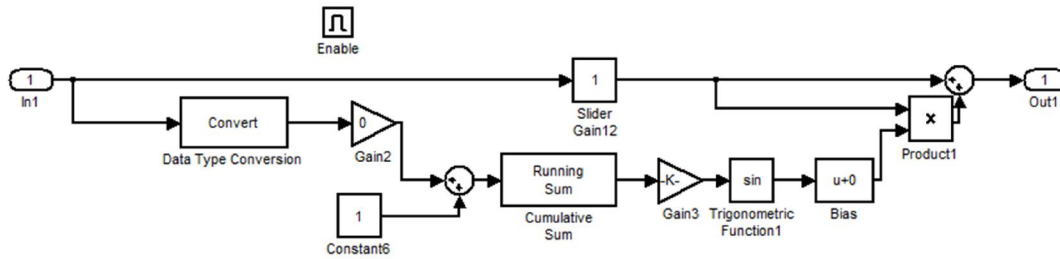 Enable
1
In1
1
Slider
Gain12
+
+
1
Out1
×
Product1
Convert
Data Type Conversion
0
Gain2
+
+
Running
Sum
Cumulative
Sum
-K-
Gain3
sin
Trigonometric
Function1
u+0
Bias
1
Constant6